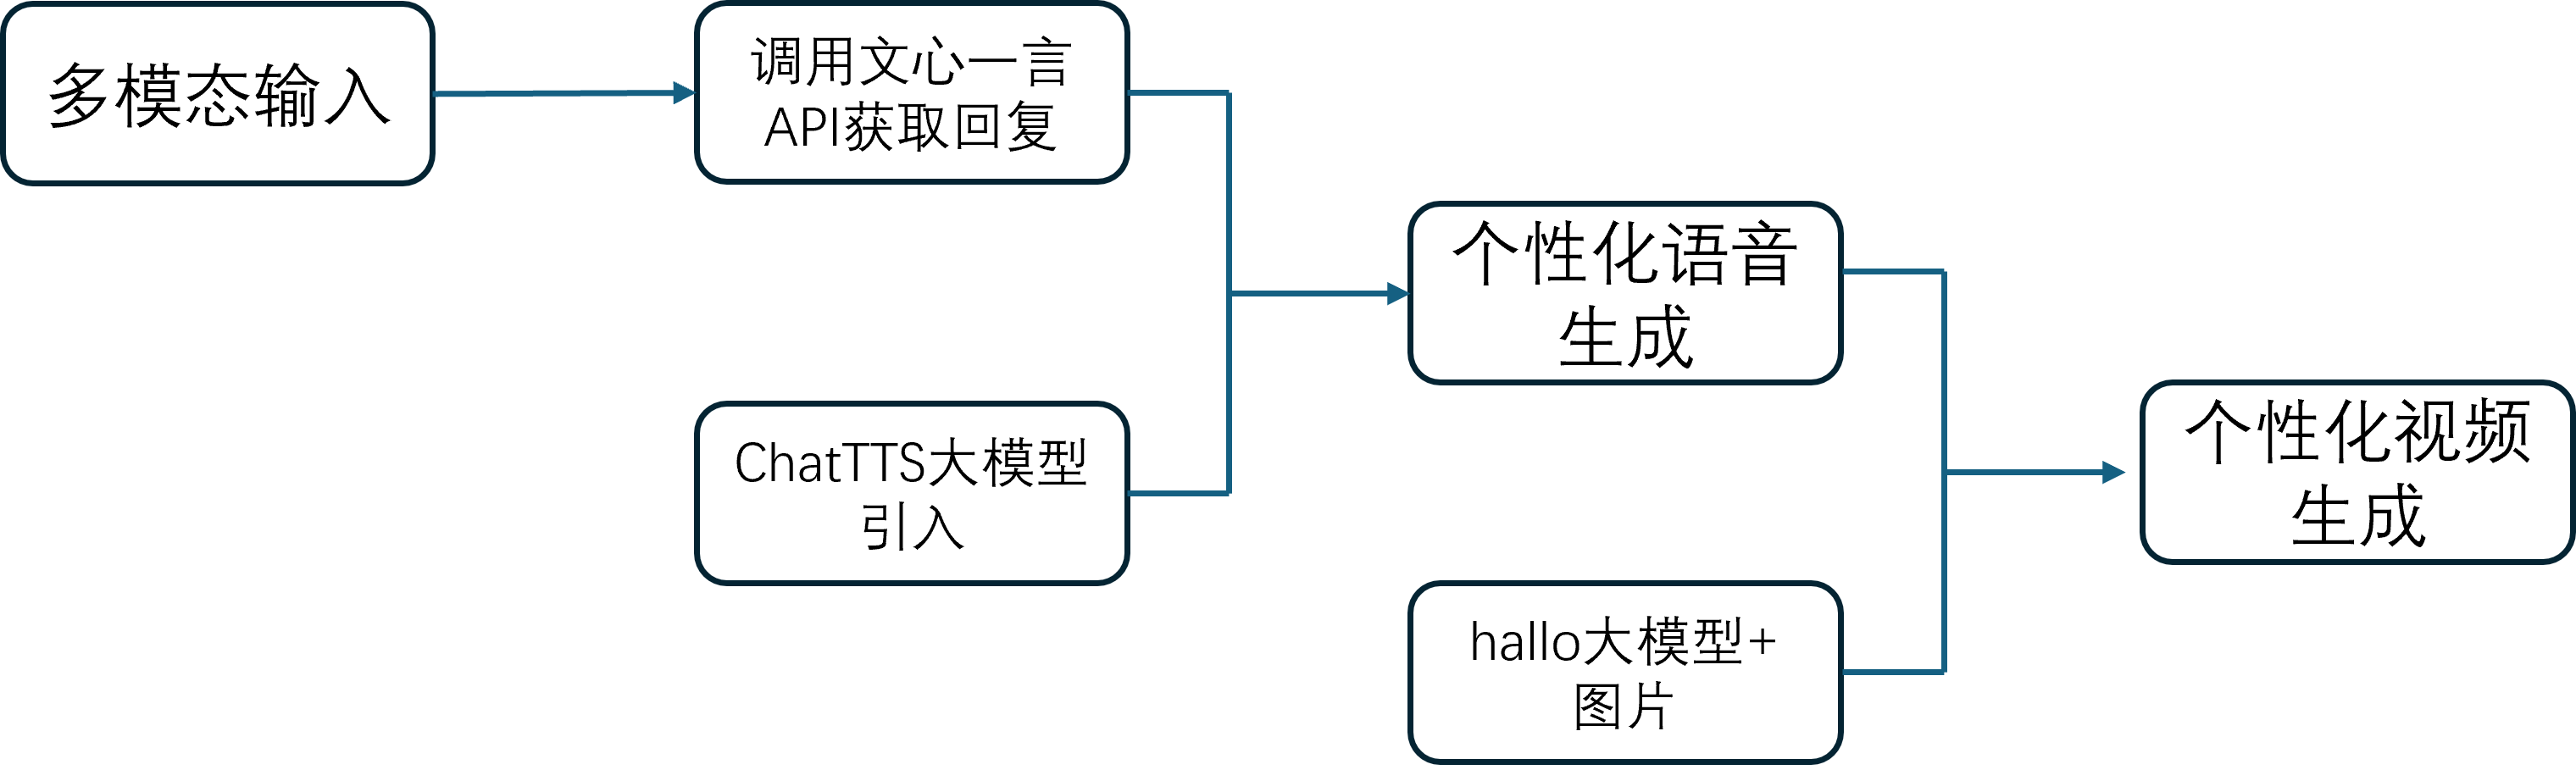 多模态输入
调用文心一言
API获取回复
ChatTTS大模型
引入
个性化语音
生成
hallo大模型+
图片
个性化视频
生成